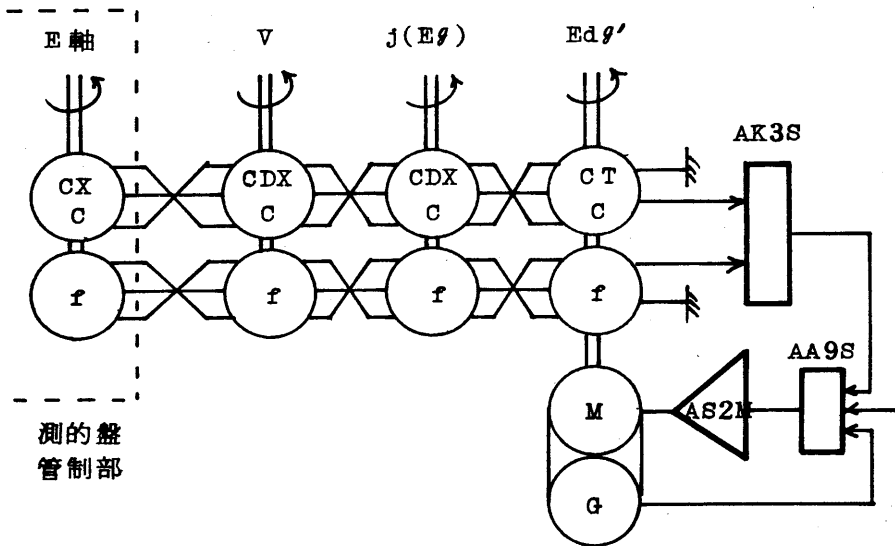 E軸 V j(Eg) Edg'
AK3S
CX CDX CDX CT
C C C C
f f f f
AA9S
M AS2M
測的盤
管制部
G